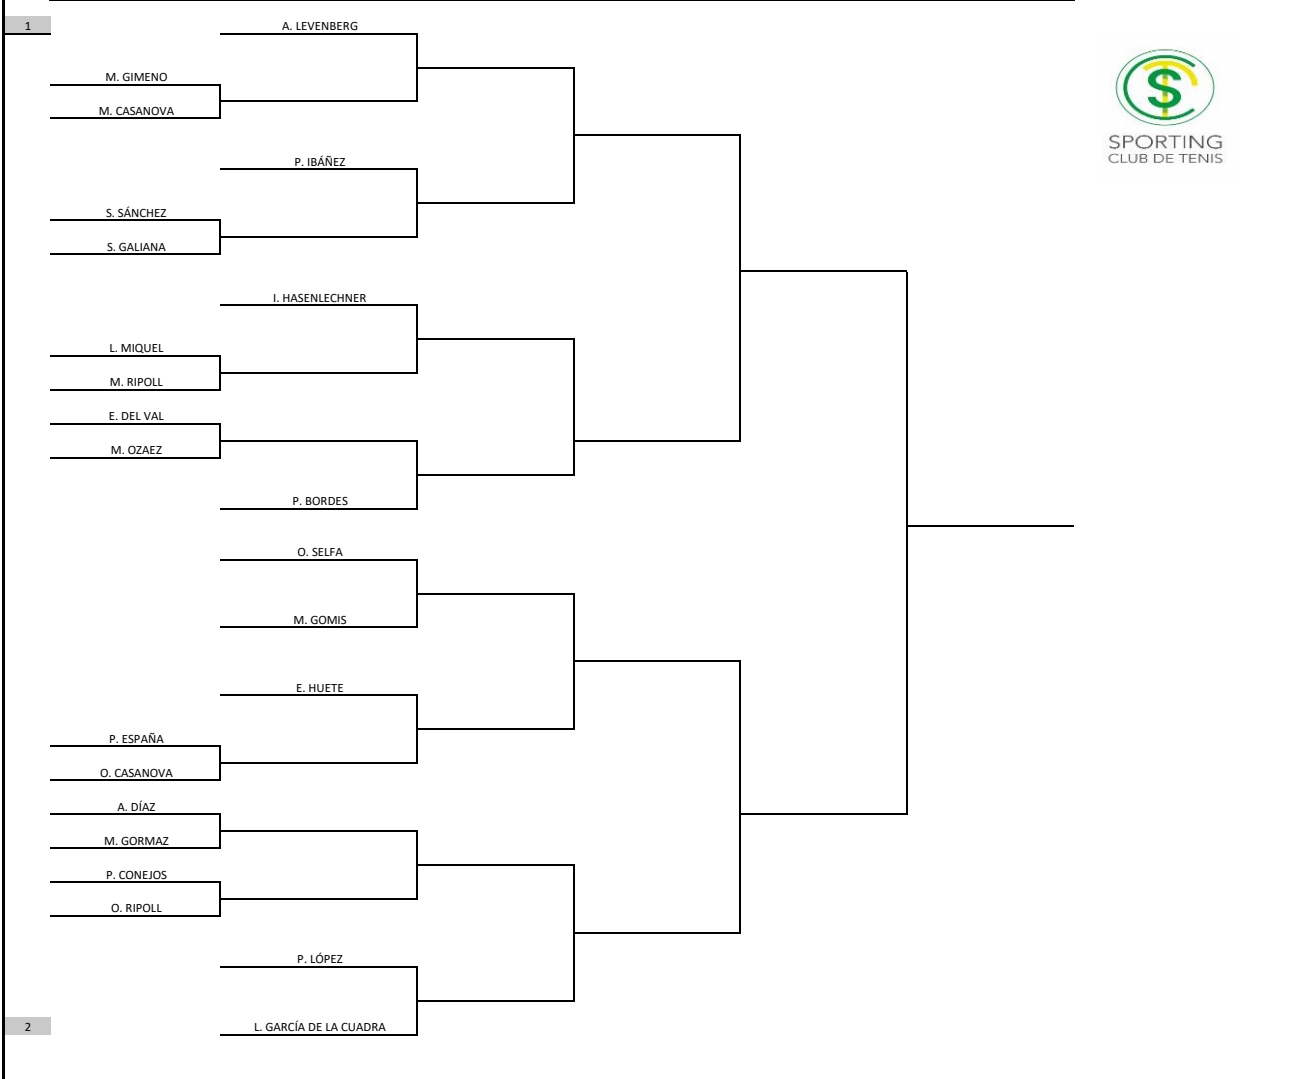 1
A. LEVENBERG
M. GIMENO
M. CASANOVA
P. IBÁÑEZ
S. SÁNCHEZ
S. GALIANA
I. HASENLECHNER
L. MIQUEL
M. RIPOLL
E. DEL VAL
M. OZAEZ
P. BORDES
O. SELFA
M. GOMIS
E. HUETE
P. ESPAÑA
O. CASANOVA
A. DÍAZ
M. GORMAZ
P. CONEJOS
O. RIPOLL
P. LÓPEZ
2
L. GARCÍA DE LA CUADRA
SPORTING
CLUB DE TENIS